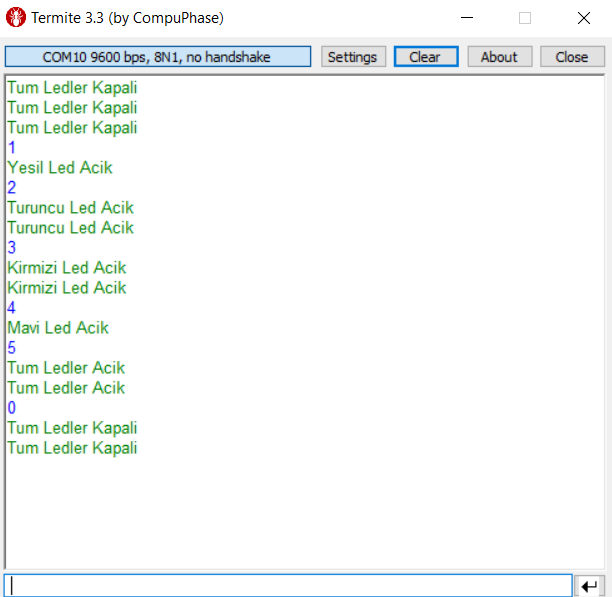 Termite 3.3 (by CompuPhase)
COM10 9600 bps, 8N1, no handshake Settings Clear About Close
Tum Ledler Kapali
Tum Ledler Kapali
Tum Ledler Kapali
1
Yesil Led Acik
2
Turuncu Led Acik
Turuncu Led Acik
3
Kirmizi Led Acik
Kirmizi Led Acik
4
Mavi Led Acik
5
Tum Ledler Acik
Tum Ledler Acik
0
Tum Ledler Kapali
Tum Ledler Kapali